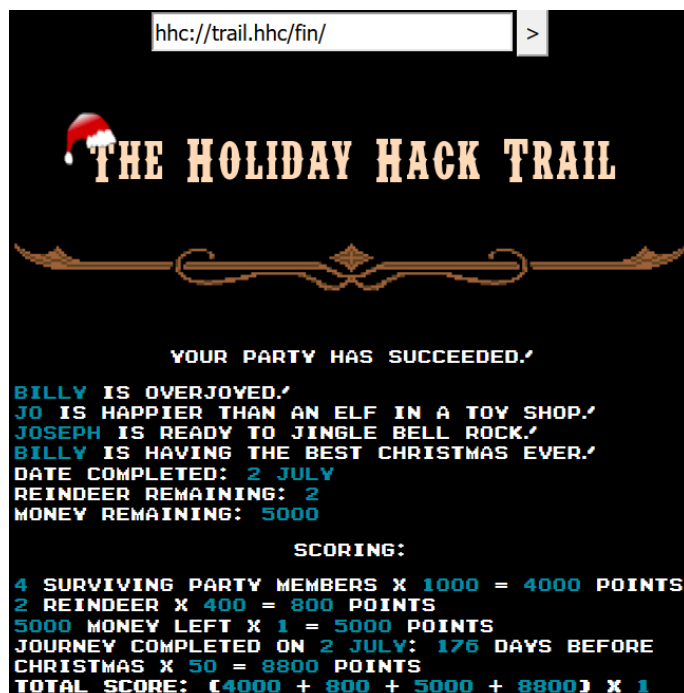 hhc://trail.hhc/fin/ >
THE HOLIDAY HACK TRAIL
YOUR PARTY HAS SUCCEEDED!
BILLY IS OVERJOYED!
JO IS HAPPIER THAN AN ELF IN A TOY SHOP!
JOSEPH IS READY TO JINGLE BELL ROCK!
BILLY IS HAVING THE BEST CHRISTMAS EVER!
DATE COMPLETED: 2 JULY
REINDEER REMAINING: 2
MONEY REMAINING: 5000
SCORING:
4 SURVIVING PARTY MEMBERS X 1000 = 4000 POINTS
2 REINDEER X 400 = 800 POINTS
5000 MONEY LEFT X 1 = 5000 POINTS
JOURNEY COMPLETED ON 2 JULY: 176 DAYS BEFORE
CHRISTMAS X 50 = 8800 POINTS
TOTAL SCORE: (4000 + 800 + 5000 + 8800) X 1